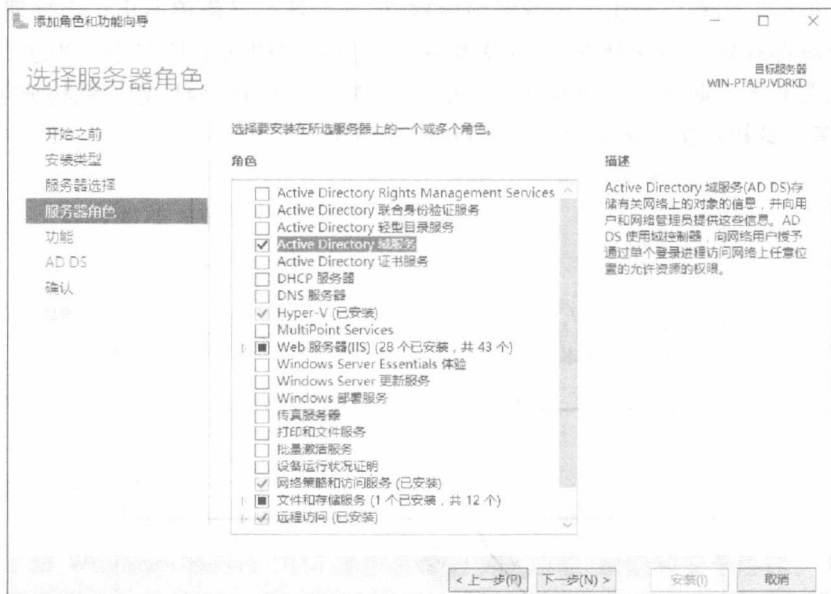 添加角色和功能向导
选择服务器角色
目标服务器
WIN-PTALPJVDRKD
开始之前
安装类型
服务器选择
服务器角色
功能
AD DS
确认
结果
选择要安装在所选服务器上的一个或多个角色。
角色
Active Directory Rights Management Services
Active Directory 联合身份验证服务
Active Directory 轻型目录服务
Active Directory 域服务
Active Directory 证书服务
DHCP 服务器
DNS 服务器
Hyper-V (已安装)
MultiPoint Services
Web 服务器(IIS) (28 个已安装，共 43 个)
Windows Server Essentials 体验
Windows Server 更新服务
Windows 部署服务
传真服务器
打印和文件服务
批量激活服务
设备运行状况证明
网络策略和访问服务 (已安装)
文件和存储服务 (1 个已安装，共 12 个)
远程访问 (已安装)
描述
Active Directory 域服务(AD DS)存
储有关网络上的对象的信息，并向用
户和网络管理员提供这些信息。AD
DS 使用域控制器，向网络用户授予
通过单个登录进程访问网络上任意位
置的允许资源的权限。
< 上一步(P)
下一步(N) >
安装(I)
取消